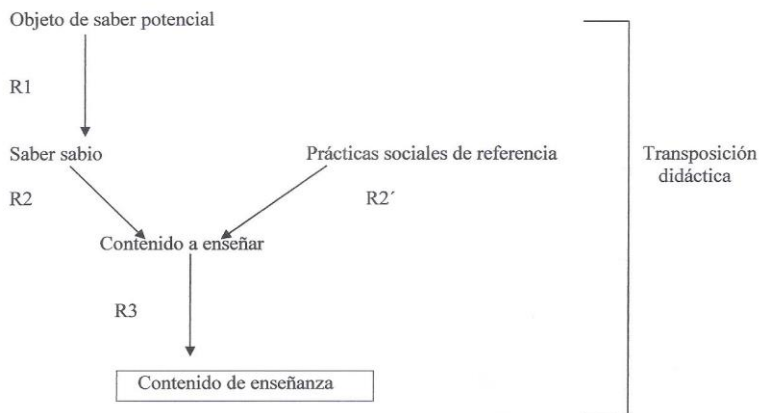 Objeto de saber potencial
R1
Saber sabio
Prácticas sociales de referencia
Transposición
didáctica
R2
R2´
Contenido a enseñar
R3
Contenido de enseñanza